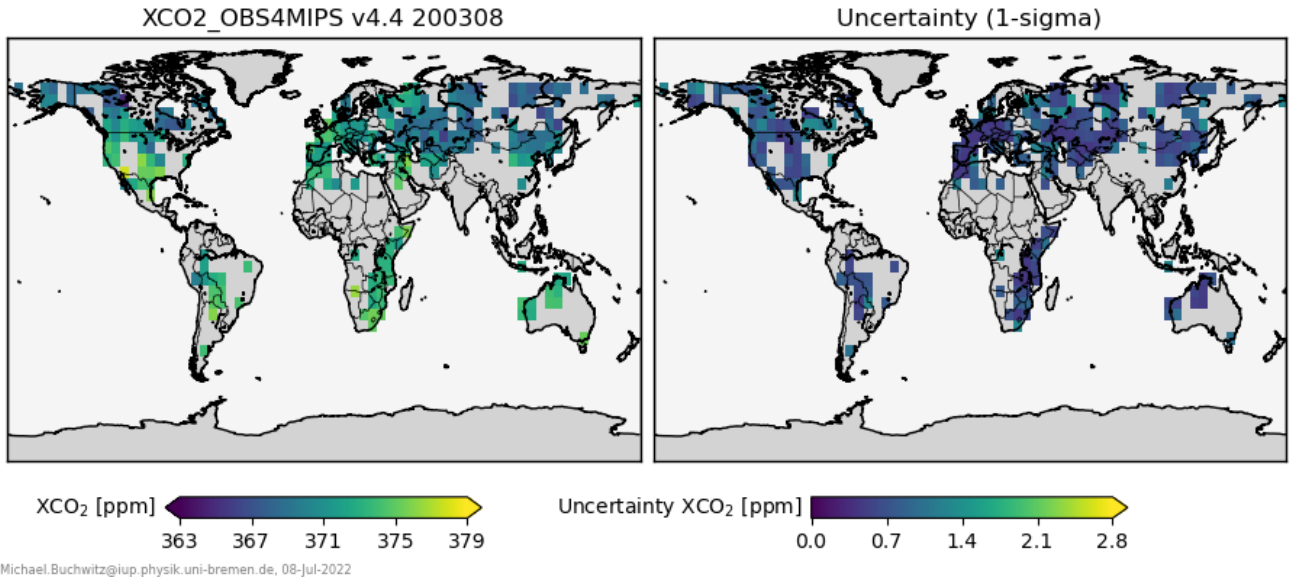 XCO2_OBS4MIPS v4.4 200308
Uncertainty (1-sigma)
XCO₂ [ppm]
363 367 371 375 379
Uncertainty XCO₂ [ppm]
0.0 0.7 1.4 2.1 2.8
Michael.Buchwitz@iup.physik.uni-bremen.de, 08-Jul-2022